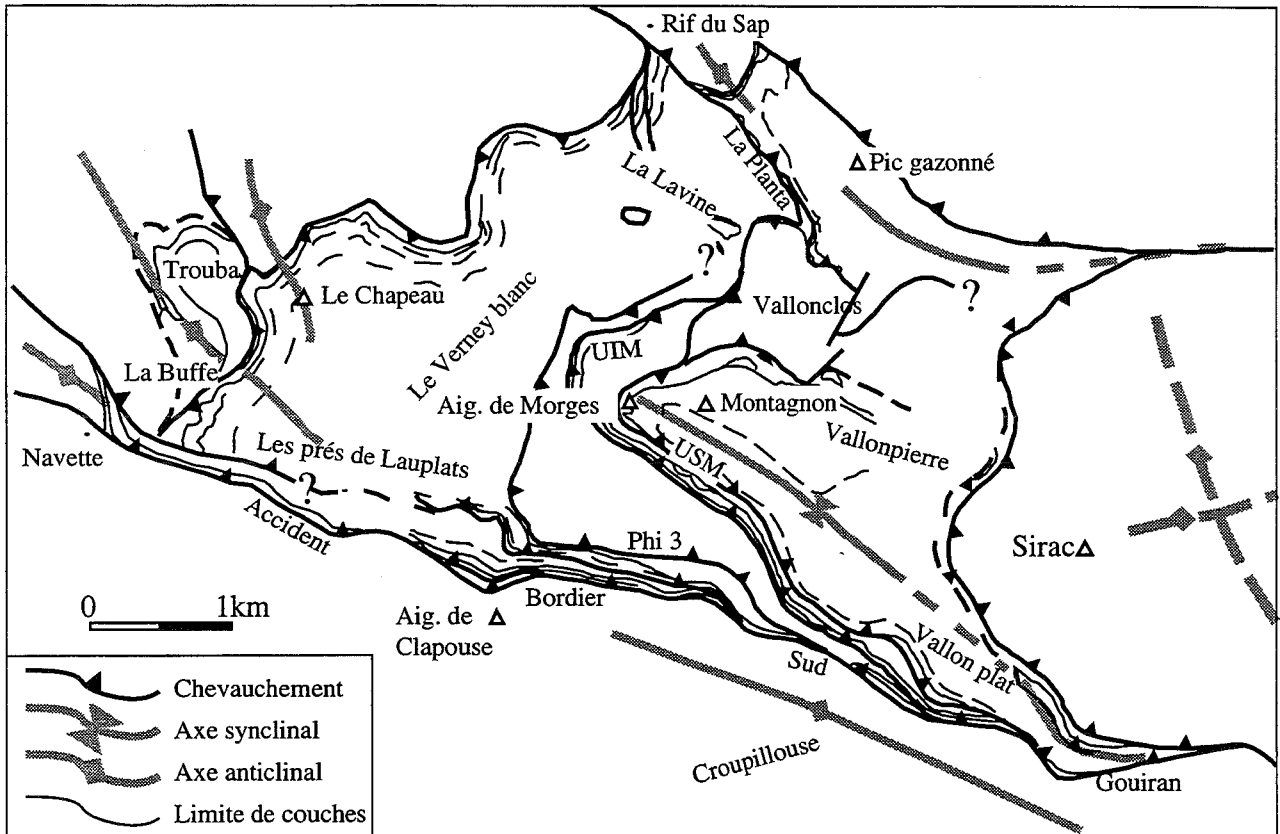 Rif du Sap
La Planta
Pic gazonné
La Lavine
Trouba
Le Chapeau
?
Vallonclos
?
Le Verney blanc
UIM
La Buffe
Aig. de Morges
Montagnon
Vallonpierre
Les prés de Lauplats
USM
Navette
?
Accident
Phi 3
Sirac
0 1km
Bordier
Aig. de
Clapouse
Sud
Vallon plat
Croupillouse
Gouiran
Chevauchement
Axe synclinal
Axe anticlinal
Limite de couches